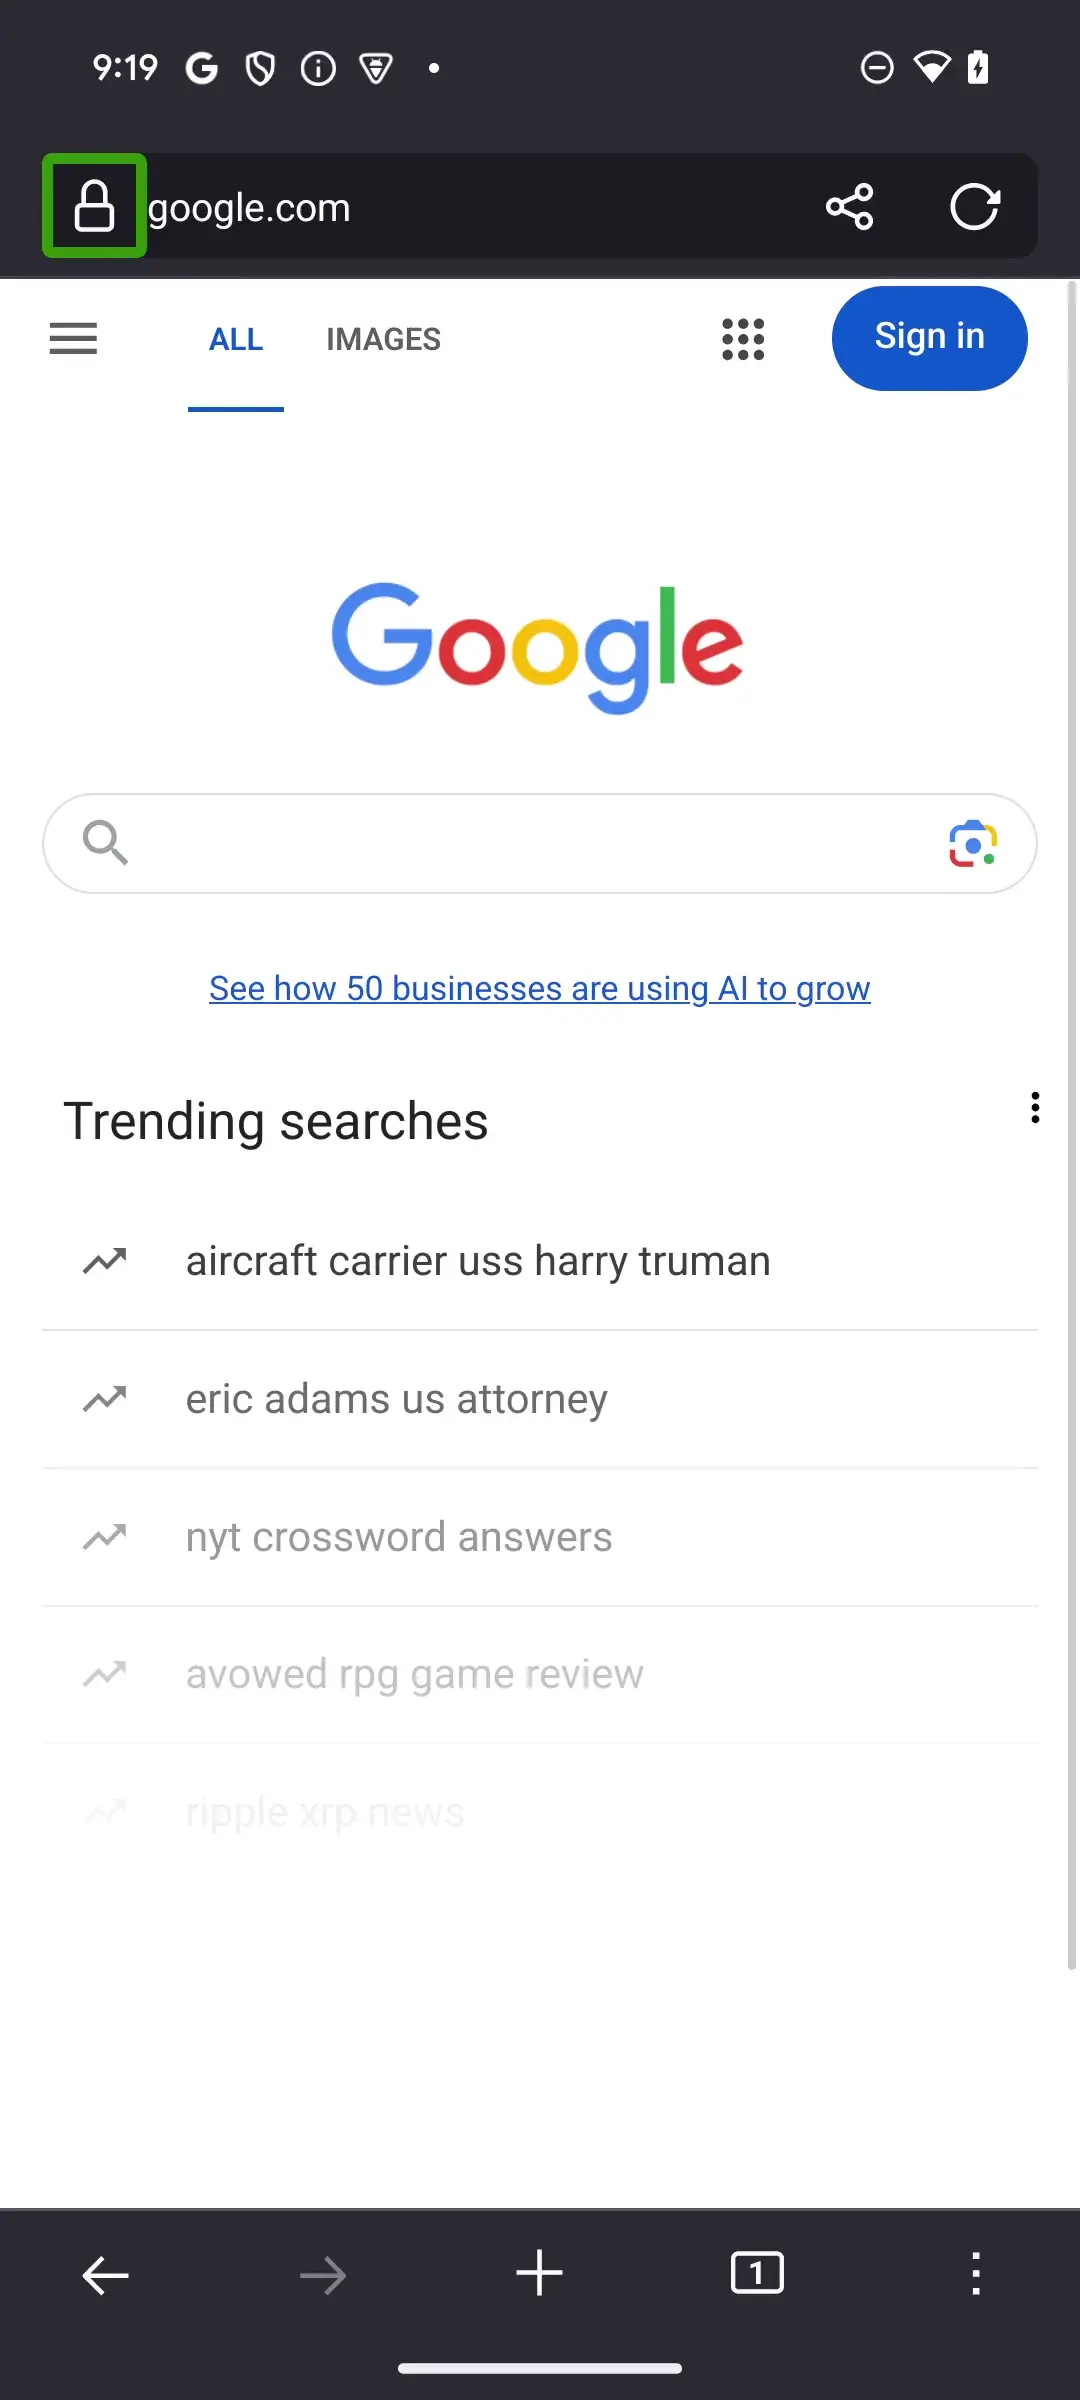 9:19
google.com
ALL IMAGES Sign in
Google
See how 50 businesses are using AI to grow
Trending searches
aircraft carrier uss harry truman
eric adams us attorney
nyt crossword answers
avowed rpg game review
ripple xrp news
1